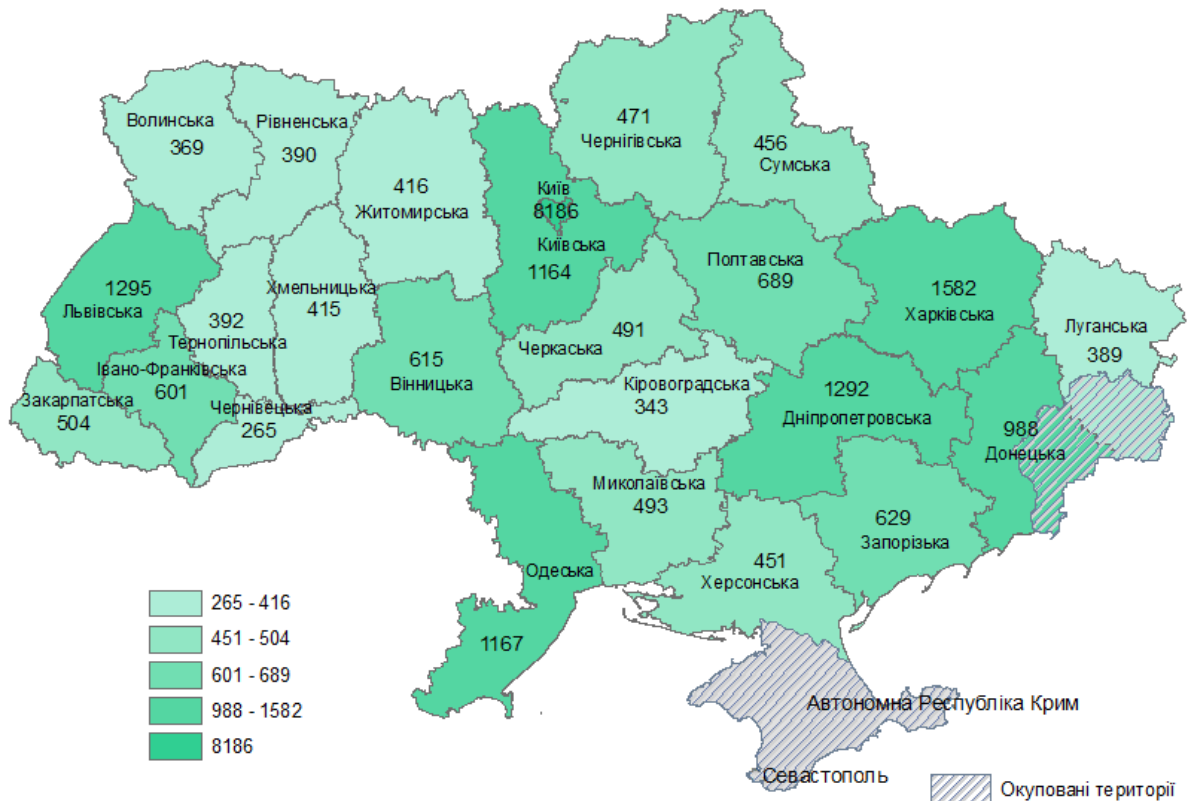 Волинська
369
Рівненська
390
416
Житомирська
Київ
8186
Київська
1164
471
Чернігівська
456
Сумська
1295
Львівська
392
Тернопільська
Хмельницька
415
615
Вінницька
491
Черкаська
Полтавська
689
1582
Харківська
Луганська
389
Закарпатська
504
Івано-Франківська
601
Чернівецька
265
Кіровоградська
343
1292
Дніпропетровська
988
Донецька
Миколаївська
493
629
Запорізька
Одеська
1167
451
Херсонська
Автономна Республіка Крим
Севастополь
265 - 416
451 - 504
601 - 689
988 - 1582
8186
Окуповані території